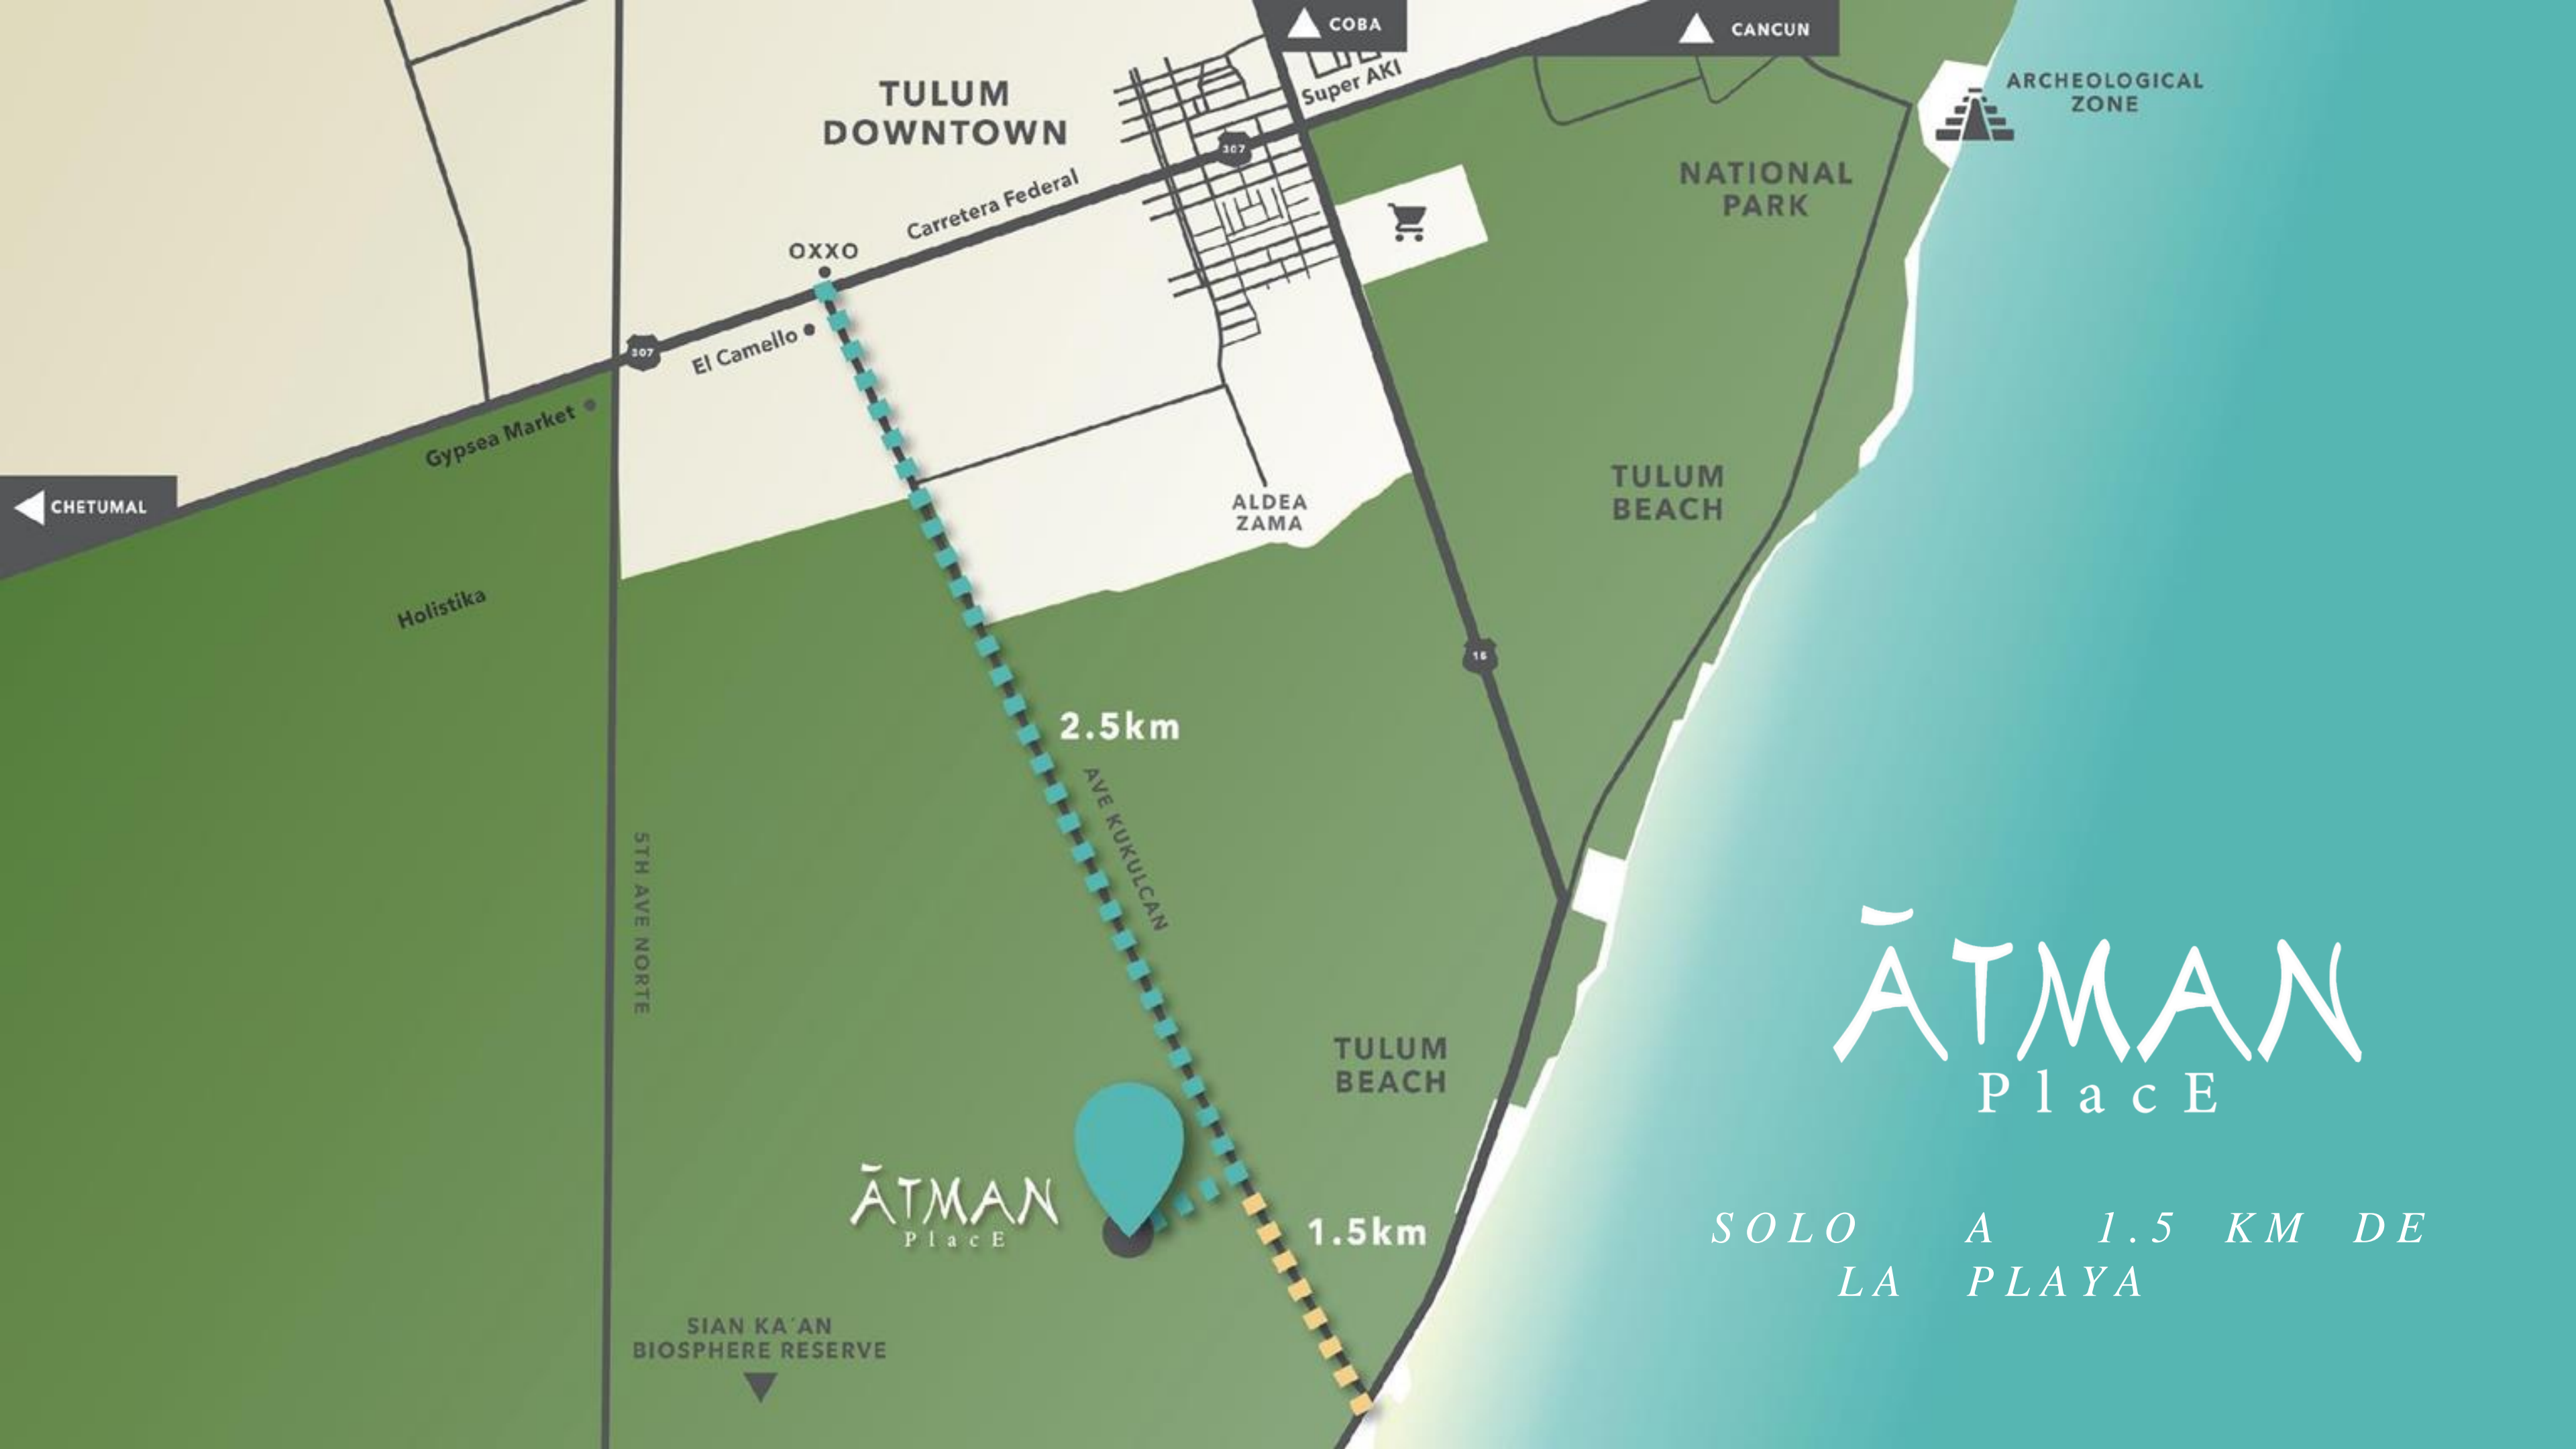 COBA
CANCUN
Super AKI
ARCHEOLOGICAL
ZONE
TULUM
DOWNTOWN
307
NATIONAL
PARK
Carretera Federal
OXXO
El Camello
307
Gypsea Market
CHETUMAL
TULUM
BEACH
ALDEA
ZAMA
Holistika
15
2.5km
AVE KUKULCAN
5TH AVE NORTE
ĀTMAN
PlacE
TULUM
BEACH
ĀTMAN
PlacE
1.5km
SOLO A 1.5 KM DE
LA PLAYA
SIAN KA´AN
BIOSPHERE RESERVE